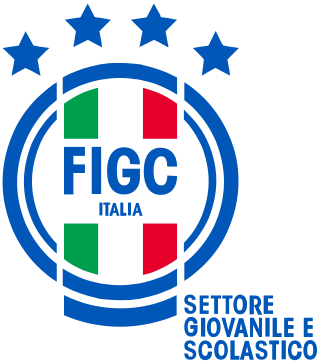 FIGC
ITALIA
SETTORE
GIOVANILE E
SCOLASTICO